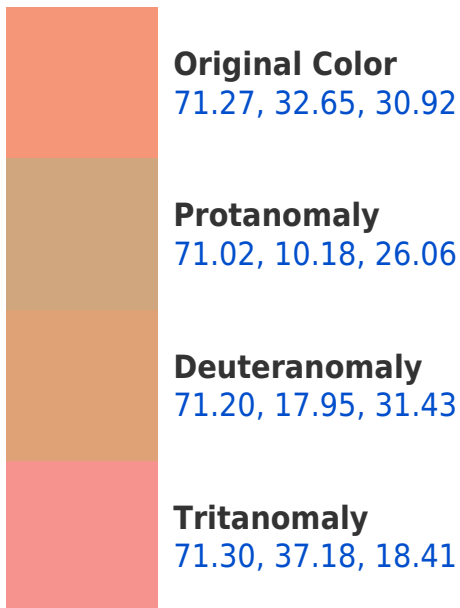 Original Color
71.27, 32.65, 30.92
Protanomaly
71.02, 10.18, 26.06
Deuteranomaly
71.20, 17.95, 31.43
Tritanomaly
71.30, 37.18, 18.41